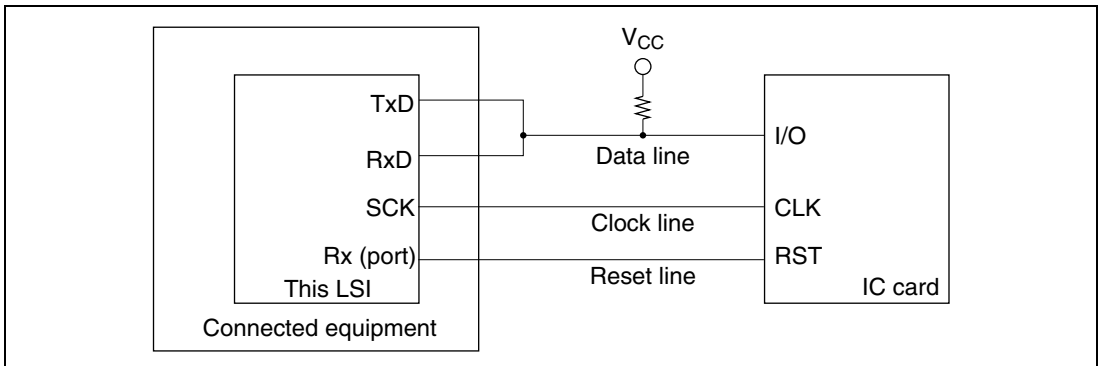 VCC
TxD
RxD
SCK
Rx (port)
This LSI
Connected equipment
Data line
Clock line
Reset line
I/O
CLK
RST
IC card